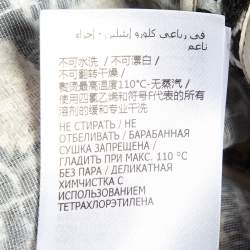 في رباعي كلورو إيثيلين - إجراء
ناعم
不可水洗 / 不可漂白 /
不可翻转干燥 /
熨烫最高温度110°C-无蒸汽 /
使用四氯乙烯和符号F代表的所有
溶剂的缓和专业干洗
НЕ СТИРАТЬ / НЕ
ОТБЕЛИВАТЬ / БАРАБАННАЯ
СУШКА ЗАПРЕЩЕНА /
ГЛАДИТЬ ПРИ МАКС. 110 °C
БЕЗ ПАРА / ДЕЛИКАТНАЯ
ХИМЧИСТКА С
ИСПОЛЬЗОВАНИЕМ
ТЕТРАХЛОРЭТИЛЕНА